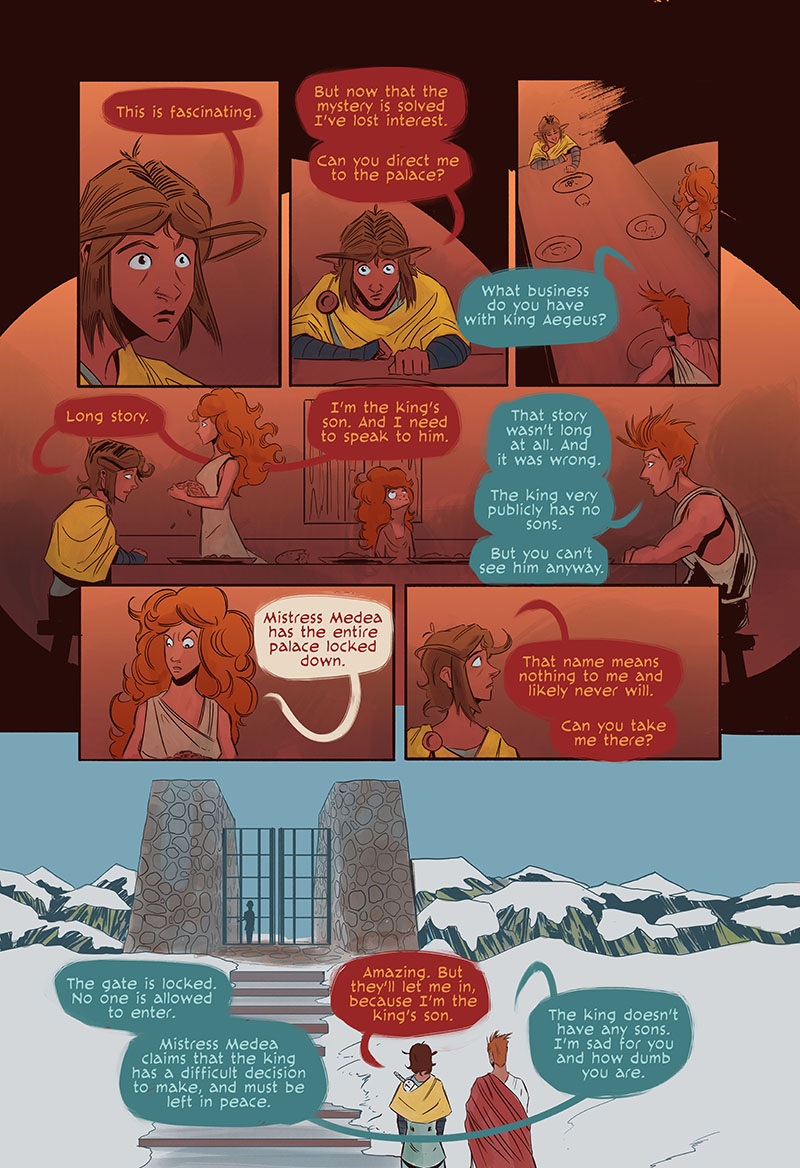 This is fascinating.
But now that the
mystery is solved
I've lost interest.
Can you direct me
to the palace?
What business
do you have
with King Aegeus?
Long story.
I'm the king's
son. And I need
to speak to him.
That story
wasn't long
at all. And
it was wrong.
The king very
publicly has no
sons.
But you can't
see him anyway.
Mistress Medea
has the entire
palace locked
down.
That name means
nothing to me and
likely never will.
Can you take
me there?
The gate is locked.
No one is allowed
to enter.
Mistress Medea
claims that the king
has a difficult decision
to make, and must be
left in peace.
Amazing. But
they'll let me in,
because I'm the
king's son.
The king doesn't
have any sons.
I'm sad for you
and how dumb
you are.